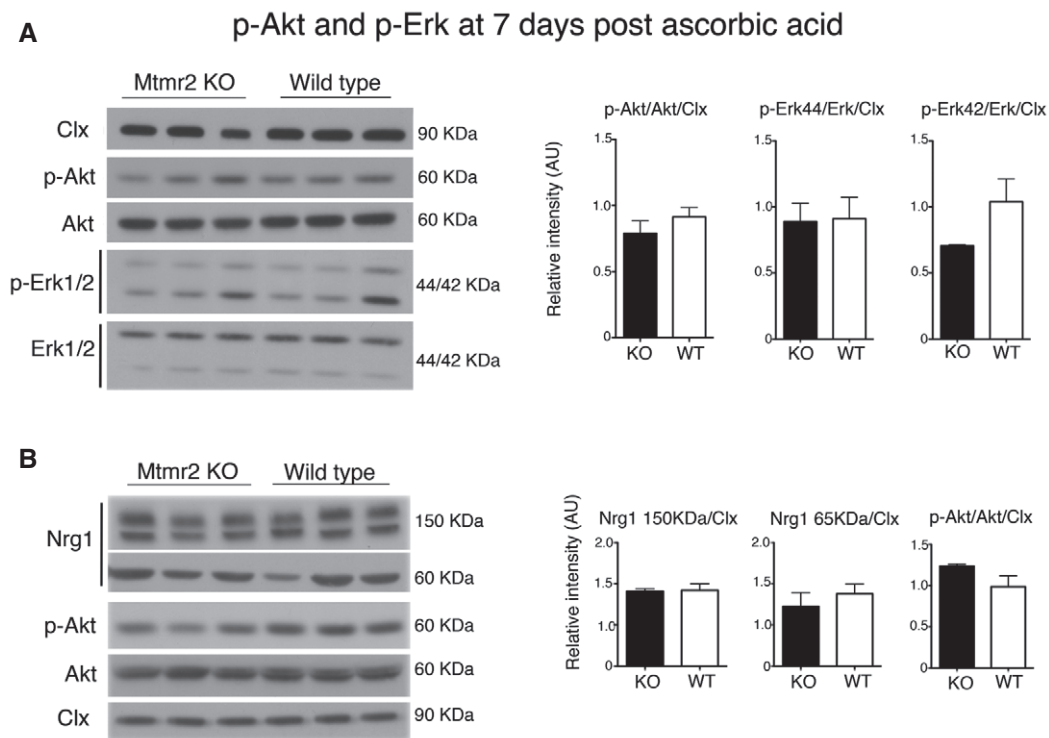 p-Akt and p-Erk at 7 days post ascorbic acid
A
Mtmr2 KO Wild type
Clx 90 KDa
p-Akt 60 KDa
Akt 60 KDa
p-Erk1/2 44/42 KDa
Erk1/2 44/42 KDa
p-Akt/Akt/Clx p-Erk44/Erk/Clx p-Erk42/Erk/Clx
Relative intensity (AU)
1.5 1.5 1.5
1.0 1.0 1.0
0.5 0.5 0.5
0 0 0
KO WT KO WT KO WT
B
Mtmr2 KO Wild type
Nrg1 150 KDa
60 KDa
p-Akt 60 KDa
Akt 60 KDa
Clx 90 KDa
Nrg1 150KDa/Clx Nrg1 65KDa/Clx p-Akt/Akt/Clx
Relative intensity (AU)
2.0 2.0 1.5
1.5 1.5 1.0
1.0 1.0 0.5
0 0 0
KO WT KO WT KO WT